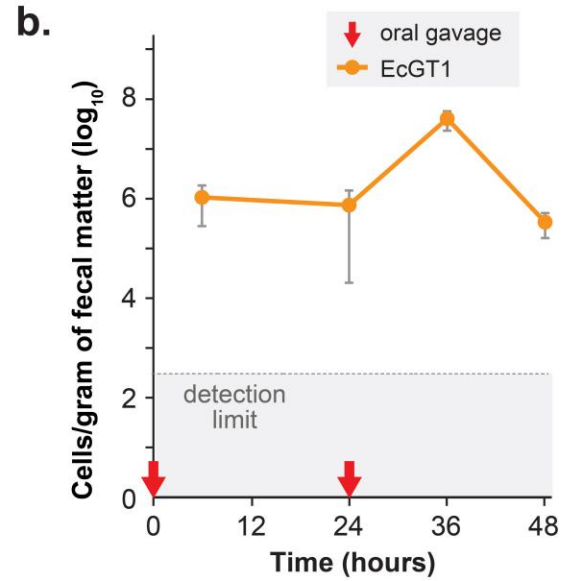 b.
oral gavage
EcGT1
Cells/gram of fecal matter (log₁₀)
8
6
4
2
0
detection
limit
0 12 24 36 48
Time (hours)